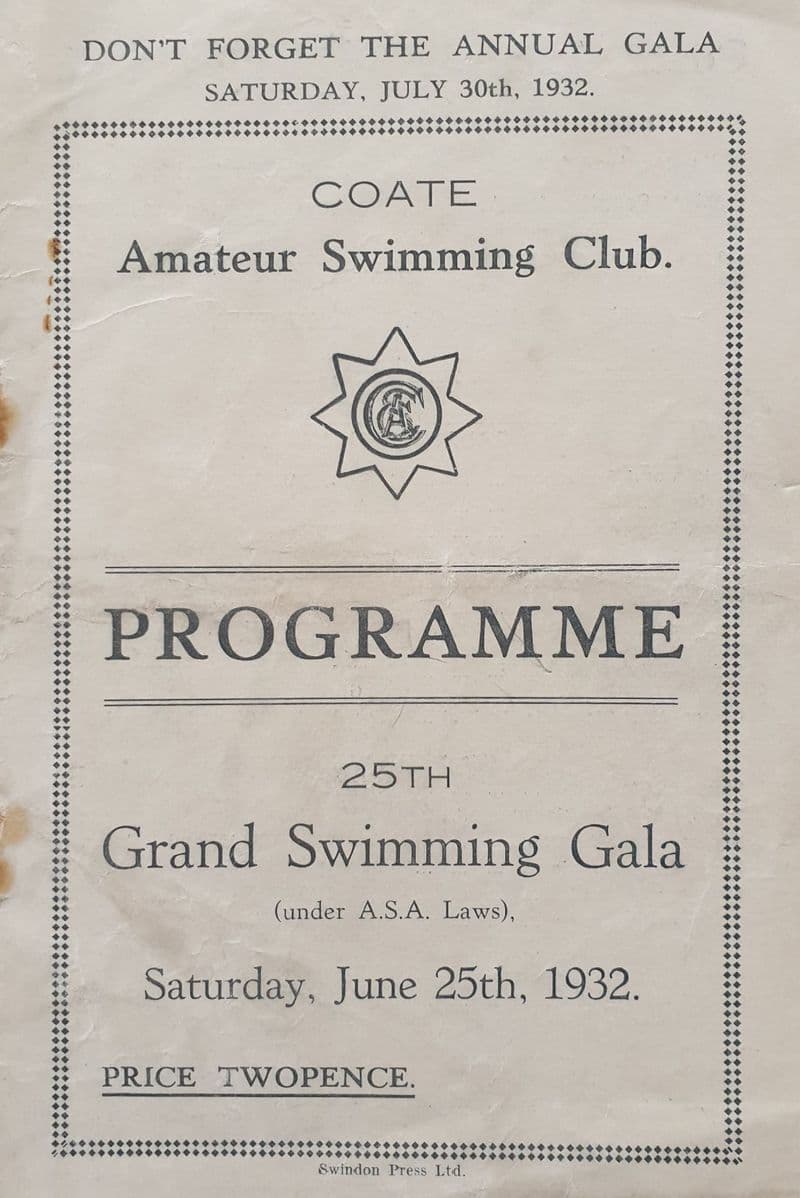 DON'T FORGET THE ANNUAL GALA
SATURDAY, JULY 30th, 1932.
COATE
Amateur Swimming Club.
PROGRAMME
25TH
Grand Swimming Gala
(under A.S.A. Laws),
Saturday, June 25th, 1932.
PRICE TWOPENCE.
Swindon Press Ltd.